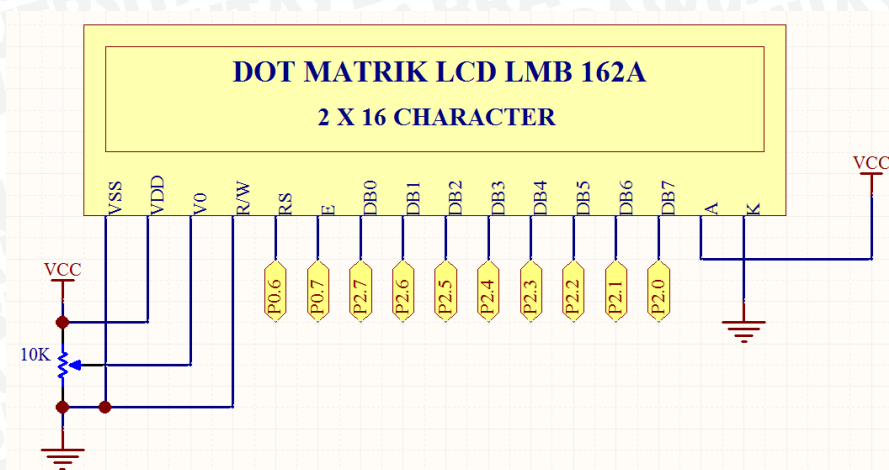 DOT MATRIK LCD LMB 162A
2 X 16 CHARACTER
VSS
VDD
V0
R/W
RS
E
DB0
DB1
DB2
DB3
DB4
DB5
DB6
DB7
A
K
VCC
P0.6
P0.7
P2.7
P2.6
P2.5
P2.4
P2.3
P2.2
P2.1
P2.0
VCC
10K